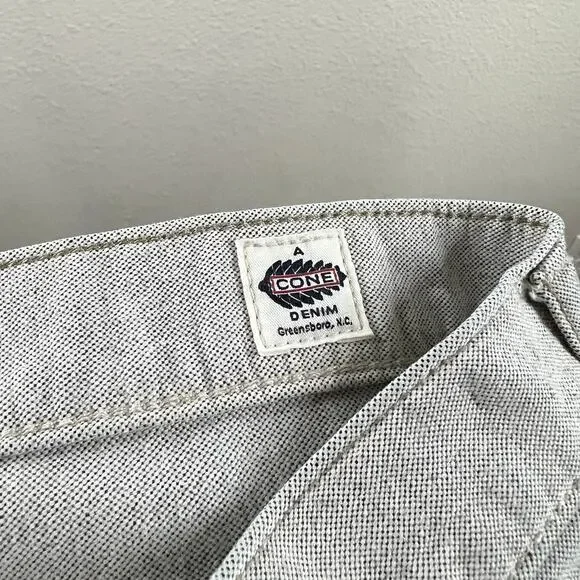 A
CONE
DENIM
Greensboro, N.C.